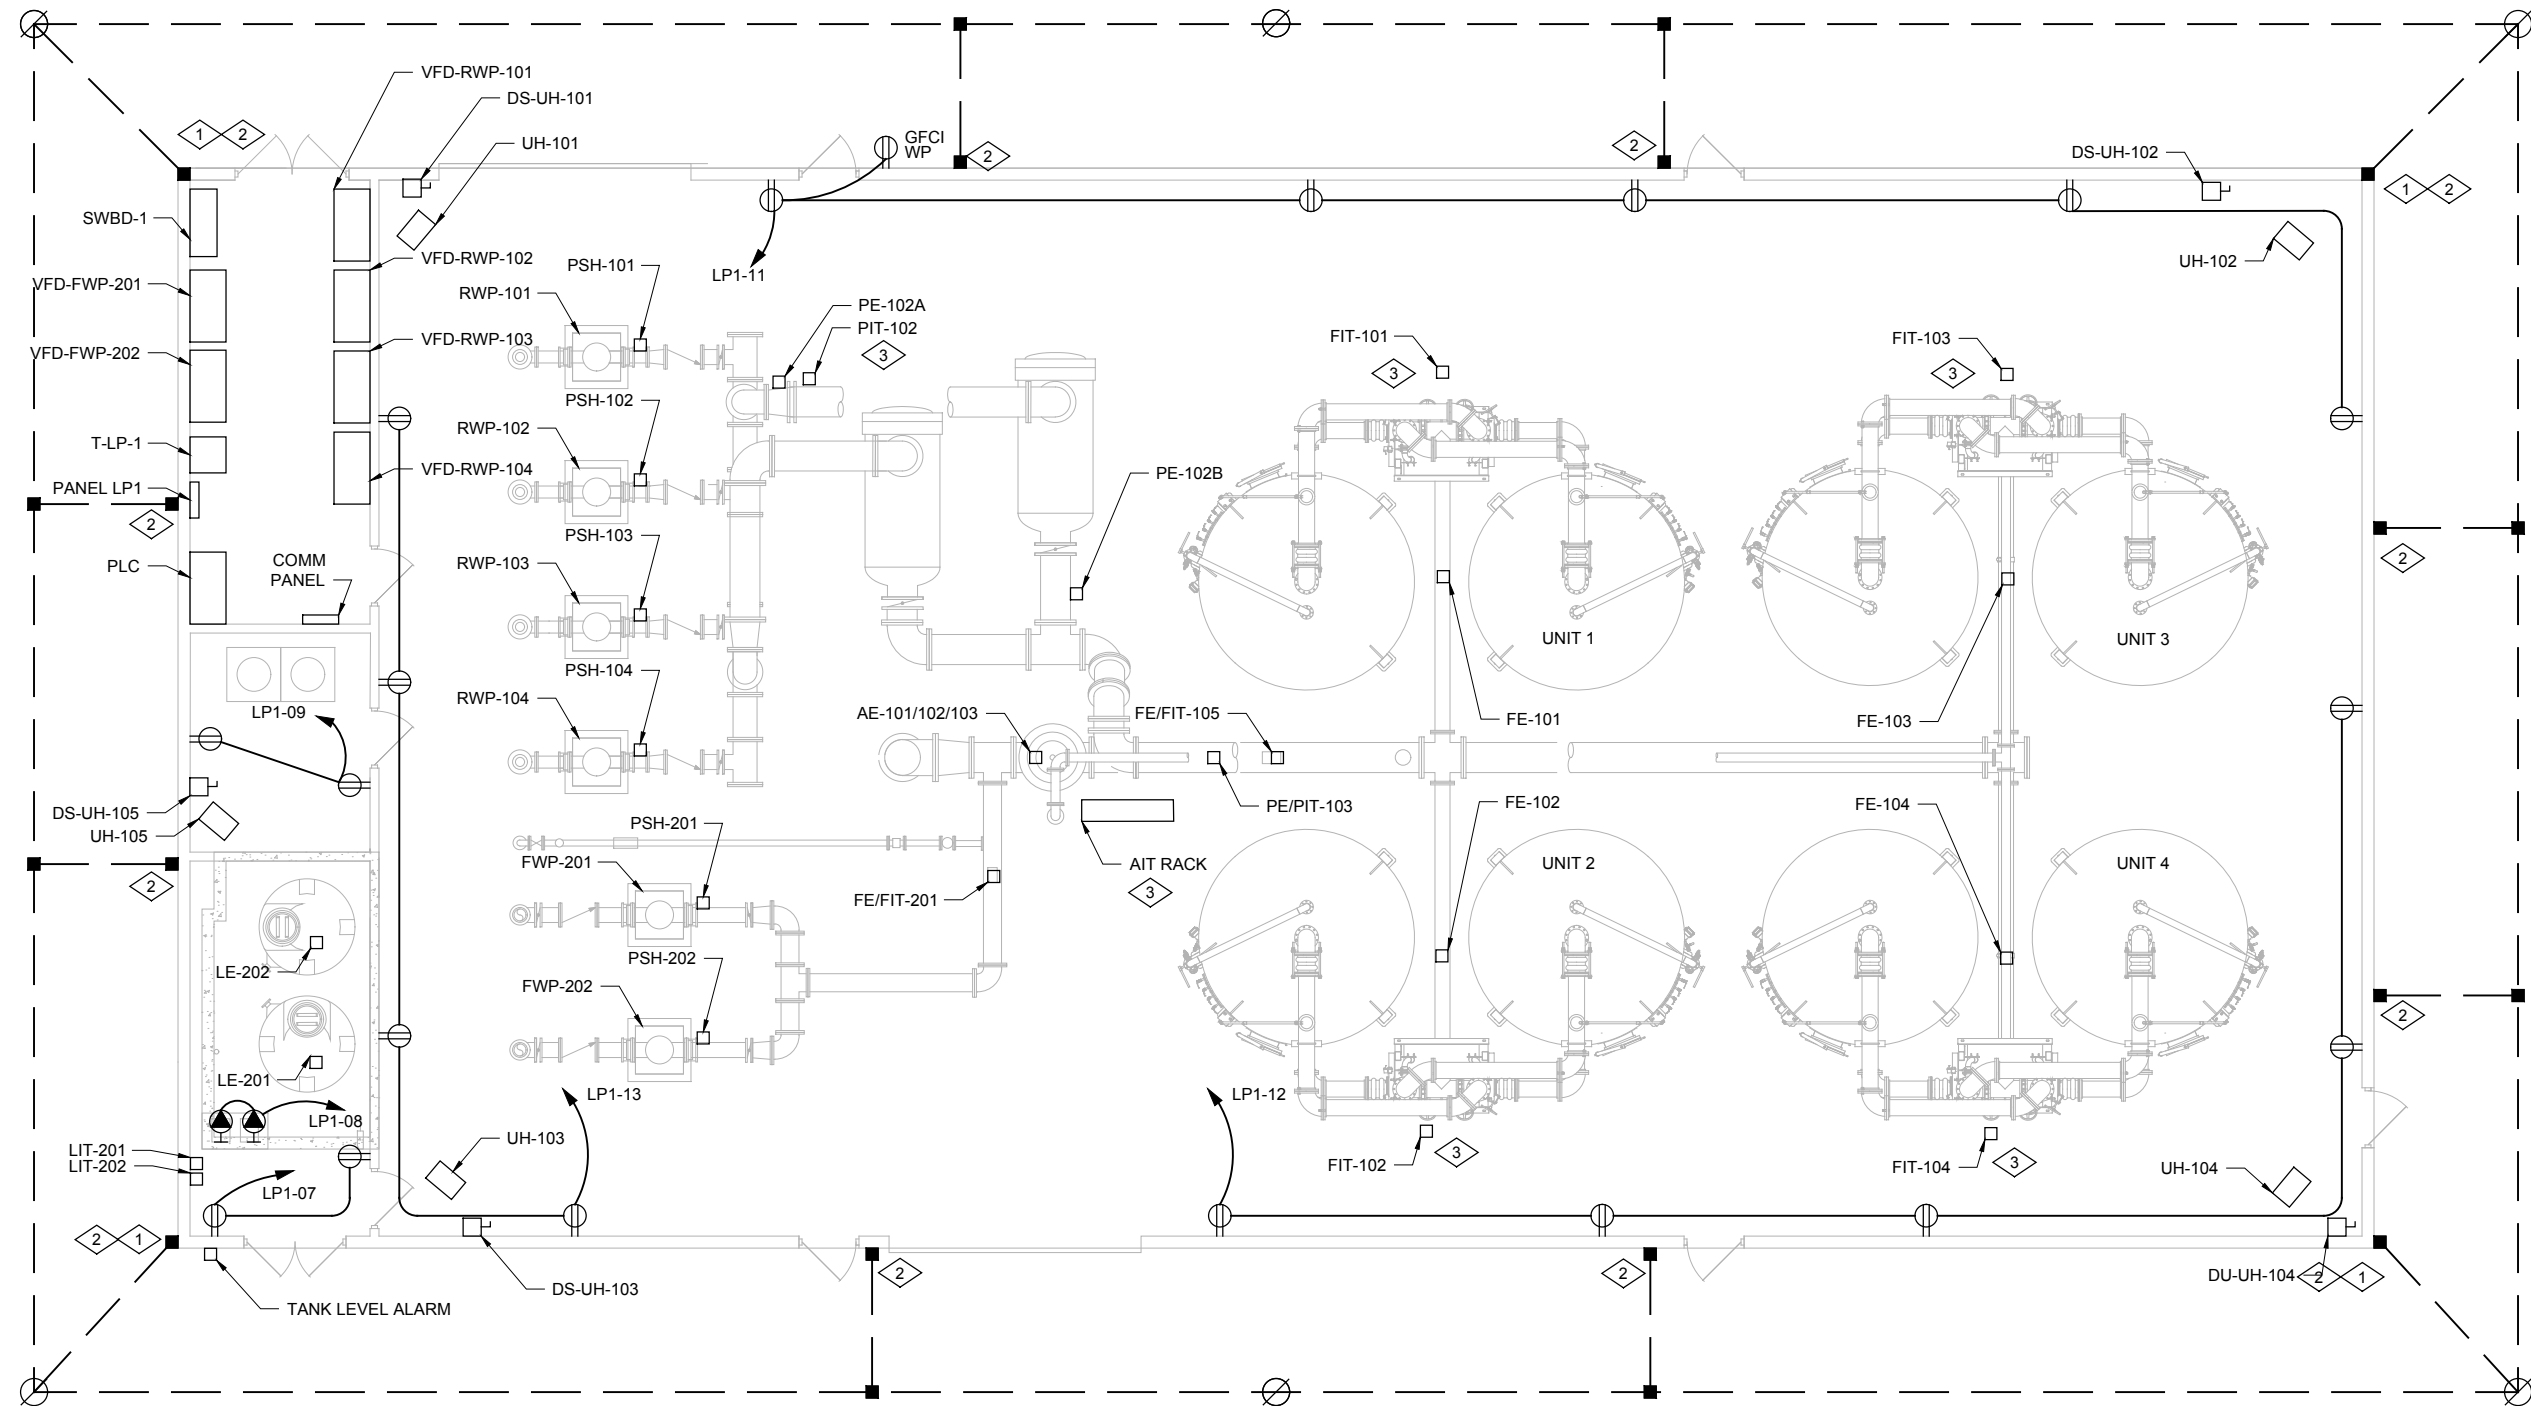 VFD-RWP-101
DS-UH-101
1
2
UH-101
GFCI
WP
2
2
DS-UH-102
1
2
SWBD-1
VFD-RWP-102
PSH-101
LP1-11
UH-102
VFD-FWP-201
RWP-101
PE-102A
PIT-102
3
VFD-FWP-202
VFD-RWP-103
FIT-101
3
FIT-103
3
PSH-102
T-LP-1
RWP-102
VFD-RWP-104
PE-102B
PANEL LP1
2
PSH-103
COMM
PANEL
PLC
RWP-103
2
UNIT 1
UNIT 3
PSH-104
RWP-104
LP1-09
AE-101/102/103
FE/FIT-105
FE-101
FE-103
DS-UH-105
UH-105
PE/PIT-103
FE-102
FE-104
PSH-201
FWP-201
AIT RACK
3
UNIT 2
UNIT 4
2
FE/FIT-201
PSH-202
LE-202
FWP-202
2
LE-201
LP1-13
LP1-12
LP1-08
LIT-201
LIT-202
UH-103
FIT-102
3
FIT-104
3
UH-104
LP1-07
2
1
2
2
DS-UH-103
DU-UH-104
2
1
TANK LEVEL ALARM